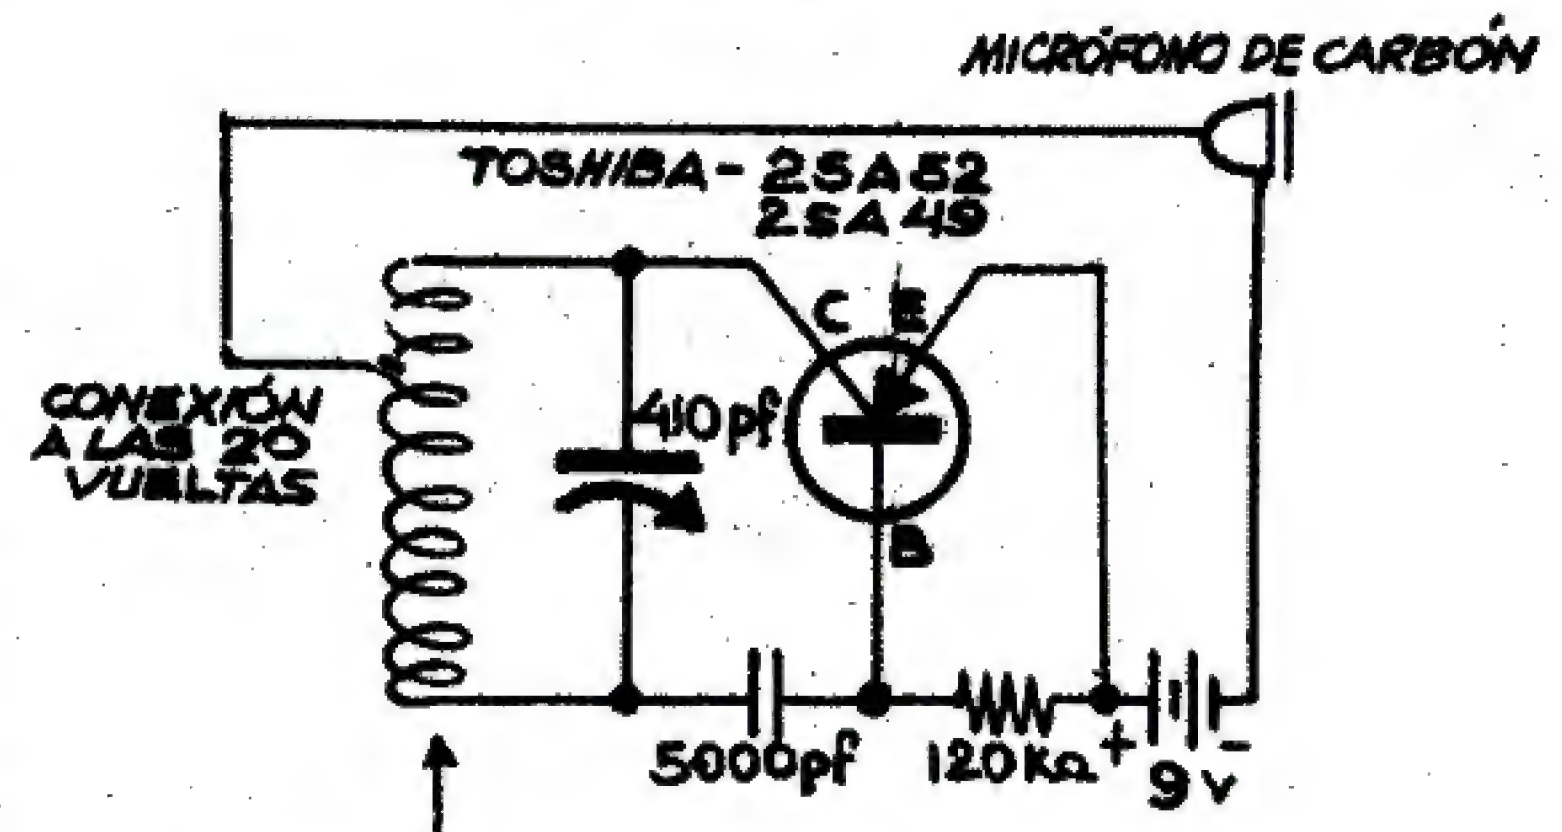 MICRÓFONO DE CARBÓN
TOSHIBA - 2SA52
2SA49
C E
CONEXIÓN
A LAS 20
VUELTAS
410pf
B
5000pf
120KΩ
+
-
9v